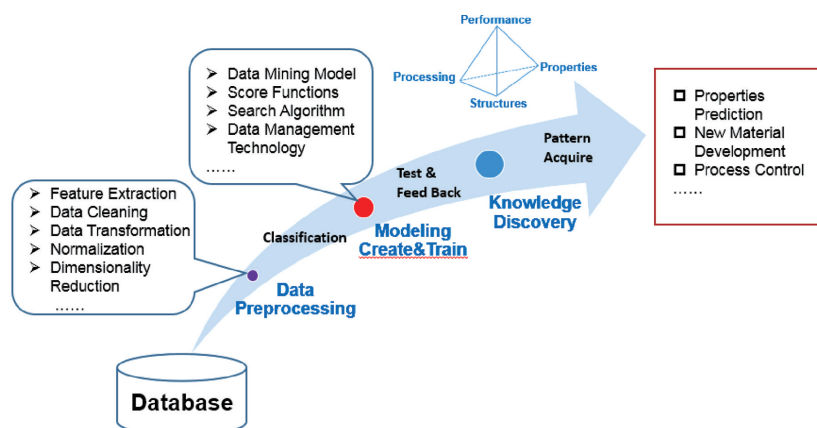 Performance
Processing
Properties
Structures
➢ Data Mining Model
➢ Score Functions
➢ Search Algorithm
➢ Data Management
Technology
……
❑ Properties
Prediction
❑ New Material
Development
❑ Process Control
……
Pattern
Acquire
Test &
Feed Back
Knowledge
Discovery
➢ Feature Extraction
➢ Data Cleaning
➢ Data Transformation
➢ Normalization
➢ Dimensionality
Reduction
……
Classification
Modeling
Create&Train
Data
Preprocessing
Database